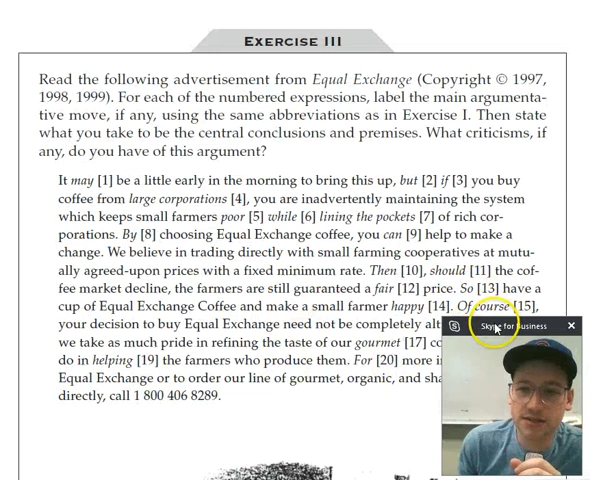 EXERCISE III
Read the following advertisement from Equal Exchange (Copyright © 1997,
1998, 1999). For each of the numbered expressions, label the main argumenta-
tive move, if any, using the same abbreviations as in Exercise I. Then state
what you take to be the central conclusions and premises. What criticisms, if
any, do you have of this argument?
It may [1] be a little early in the morning to bring this up, but [2] if [3] you buy
coffee from large corporations [4], you are inadvertently maintaining the system
which keeps small farmers poor [5] while [6] lining the pockets [7] of rich cor-
porations. By [8] choosing Equal Exchange coffee, you can [9] help to make a
change. We believe in trading directly with small farming cooperatives at mutu-
ally agreed-upon prices with a fixed minimum rate. Then [10], should [11] the cof-
fee market decline, the farmers are still guaranteed a fair [12] price. So [13] have a
cup of Equal Exchange Coffee and make a small farmer happy [14]. Of course [15],
your decision to buy Equal Exchange need not be completely
Skype for Business
we take as much pride in refining the taste of our gourmet [17]
do in helping [19] the farmers who produce them. For [20] more
Equal Exchange or to order our line of gourmet, organic, and
directly, call 1 800 406 8289.